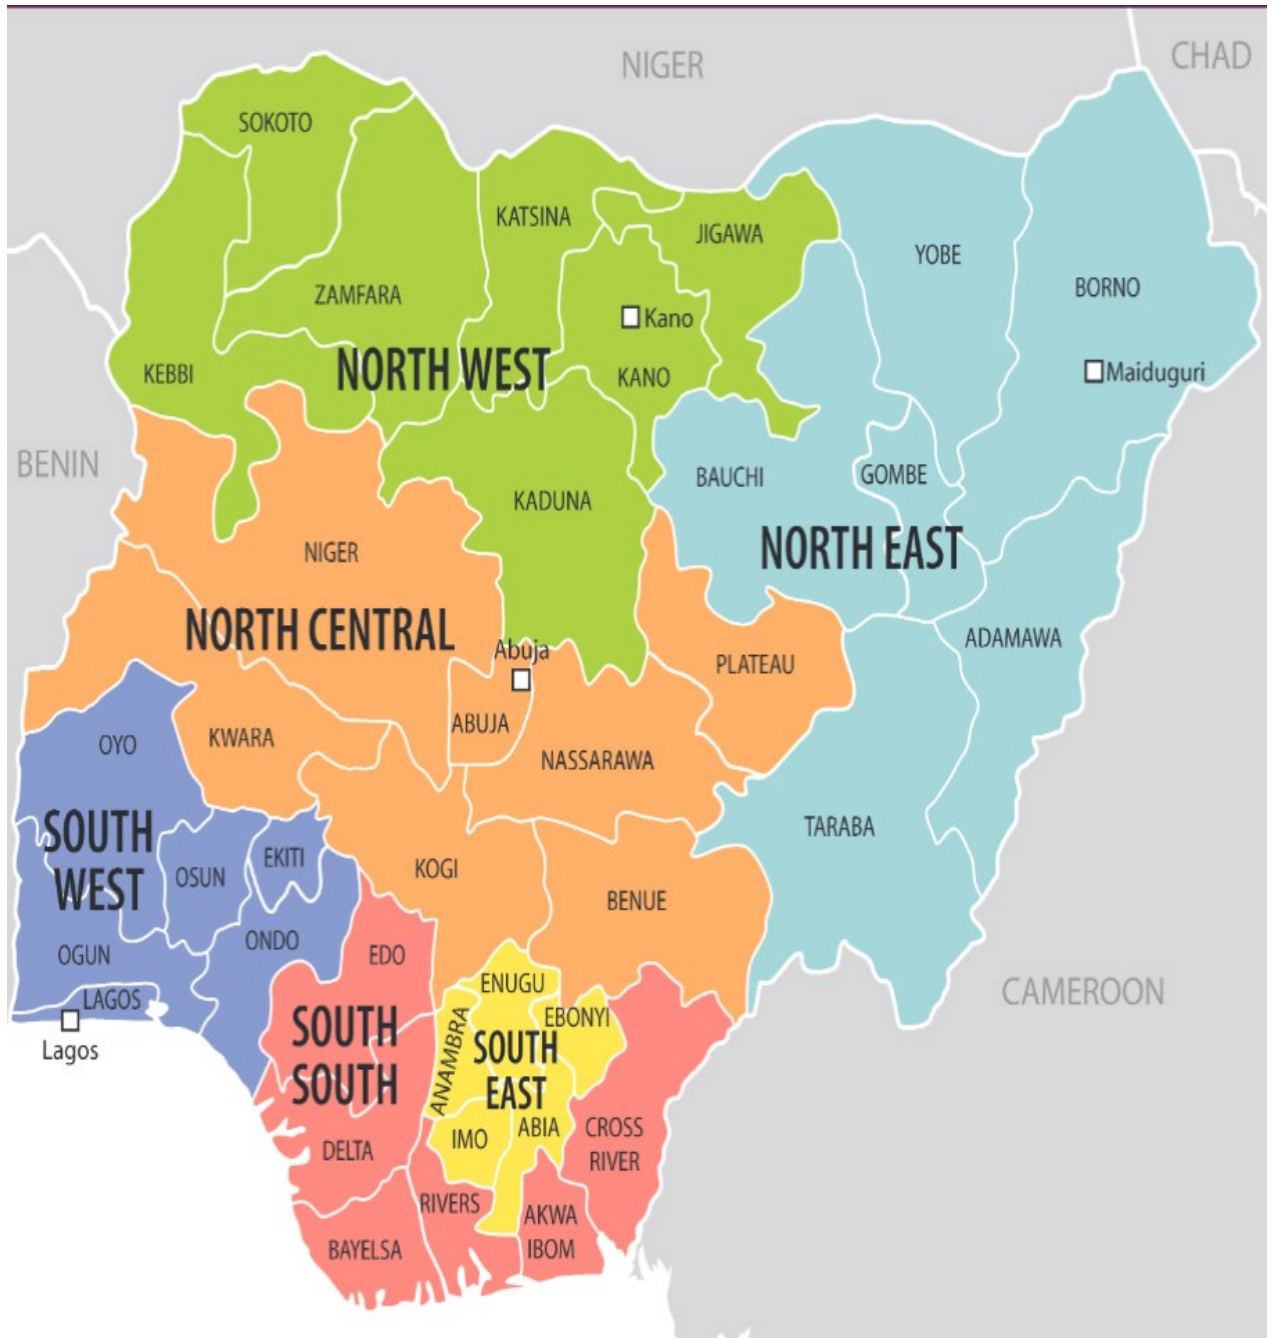 NIGER
CHAD
SOKOTO
KATSINA
JIGAWA
YOBE
ZAMFARA
BORNO
Kano
NORTH WEST
KEBBI
KANO
Maiduguri
BENIN
BAUCHI
GOMBE
KADUNA
NORTH EAST
NIGER
NORTH CENTRAL
Abuja
ADAMAWA
PLATEAU
ABUJA
OYO
KWARA
NASSARAWA
SOUTH
WEST
TARABA
EKITI
OSUN
KOGI
BENUE
ONDO
OGUN
EDO
ENUGU
CAMEROON
LAGOS
Lagos
EBONYI
SOUTH
SOUTH
ANAMBRA
SOUTH
EAST
IMO
ABIA
CROSS
RIVER
DELTA
RIVERS
AKWA
IBOM
BAYELSA